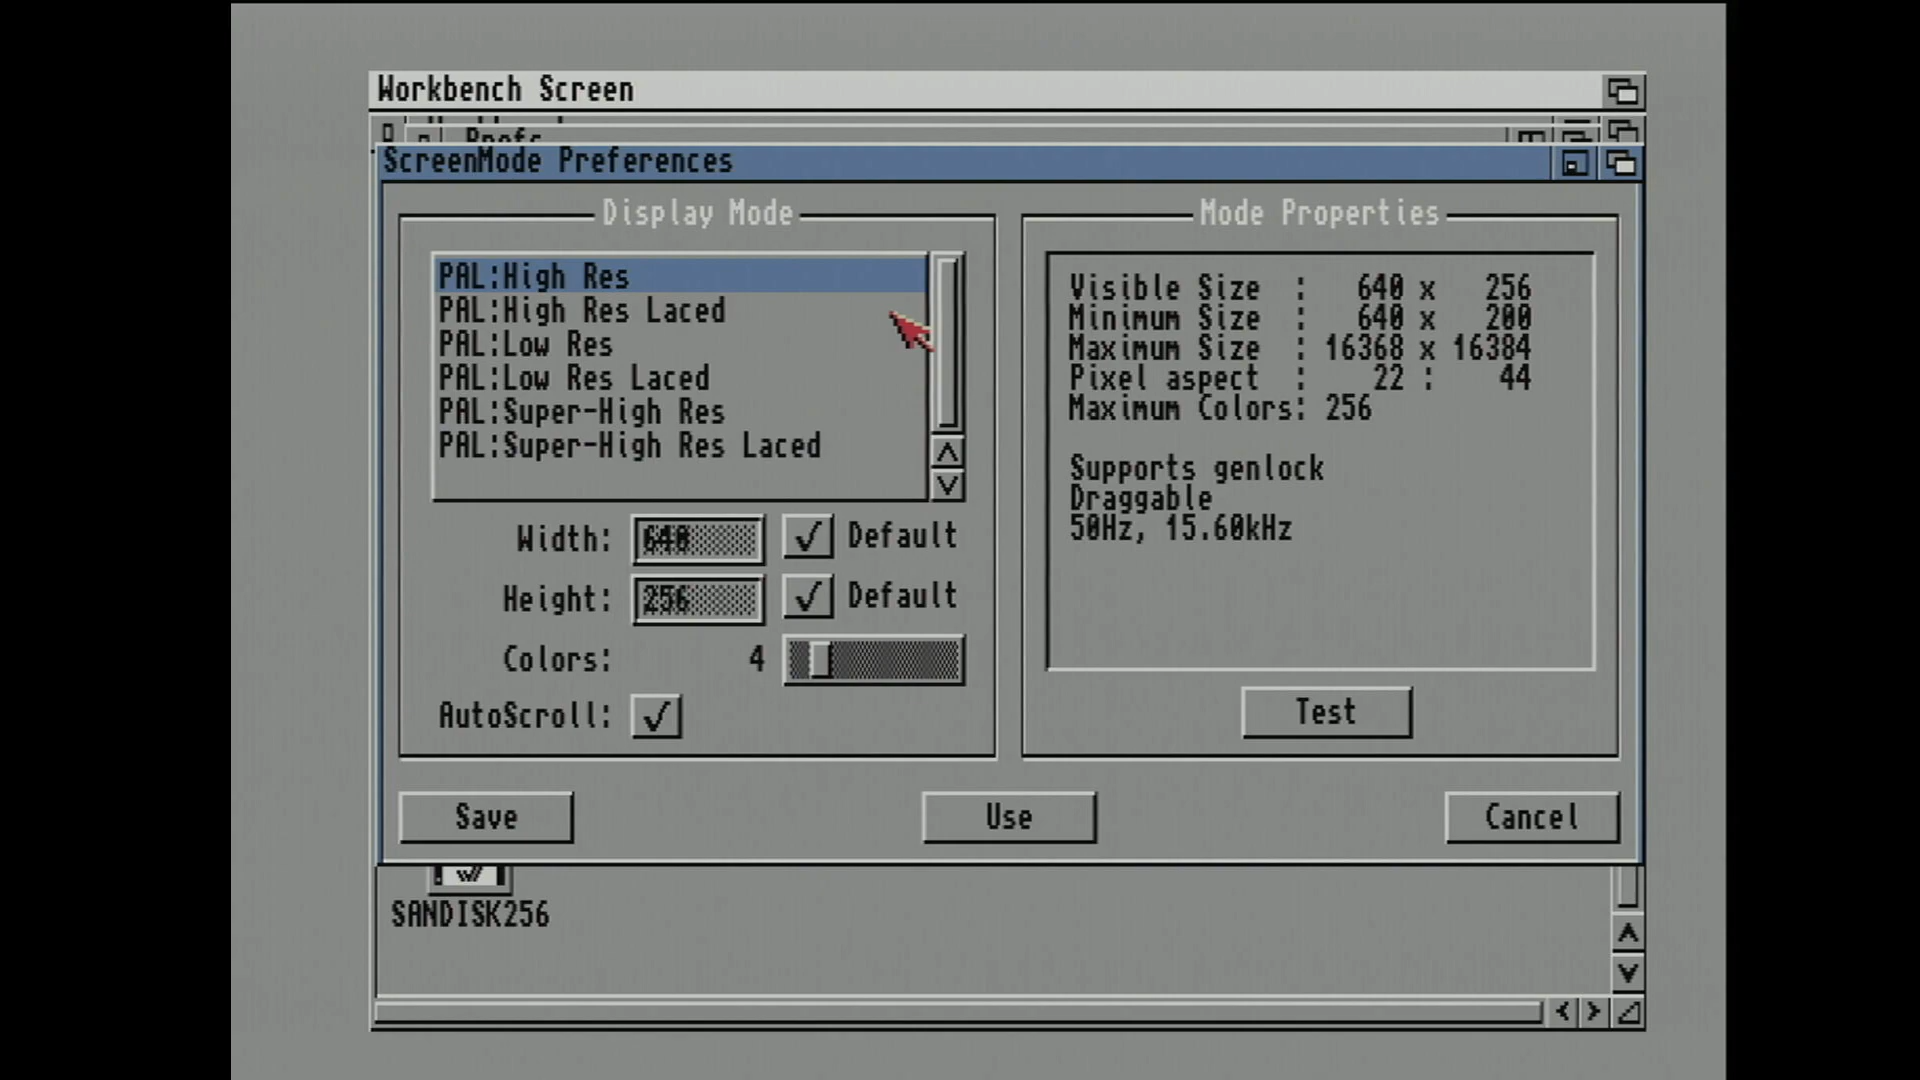 Workbench Screen
Prefs
ScreenMode Preferences
Display Mode
PAL:High Res
PAL:High Res Laced
PAL:Low Res
PAL:Low Res Laced
PAL:Super-High Res
PAL:Super-High Res Laced
Width: 640 Default
Height: 256 Default
Colors: 4
AutoScroll:
Mode Properties
Visible Size : 640 x 256
Minimum Size : 640 x 200
Maximum Size : 16368 x 16384
Pixel aspect : 22 : 44
Maximum Colors: 256
Supports genlock
Draggable
50Hz, 15.60kHz
Test
Save
Use
Cancel
SANDISK256